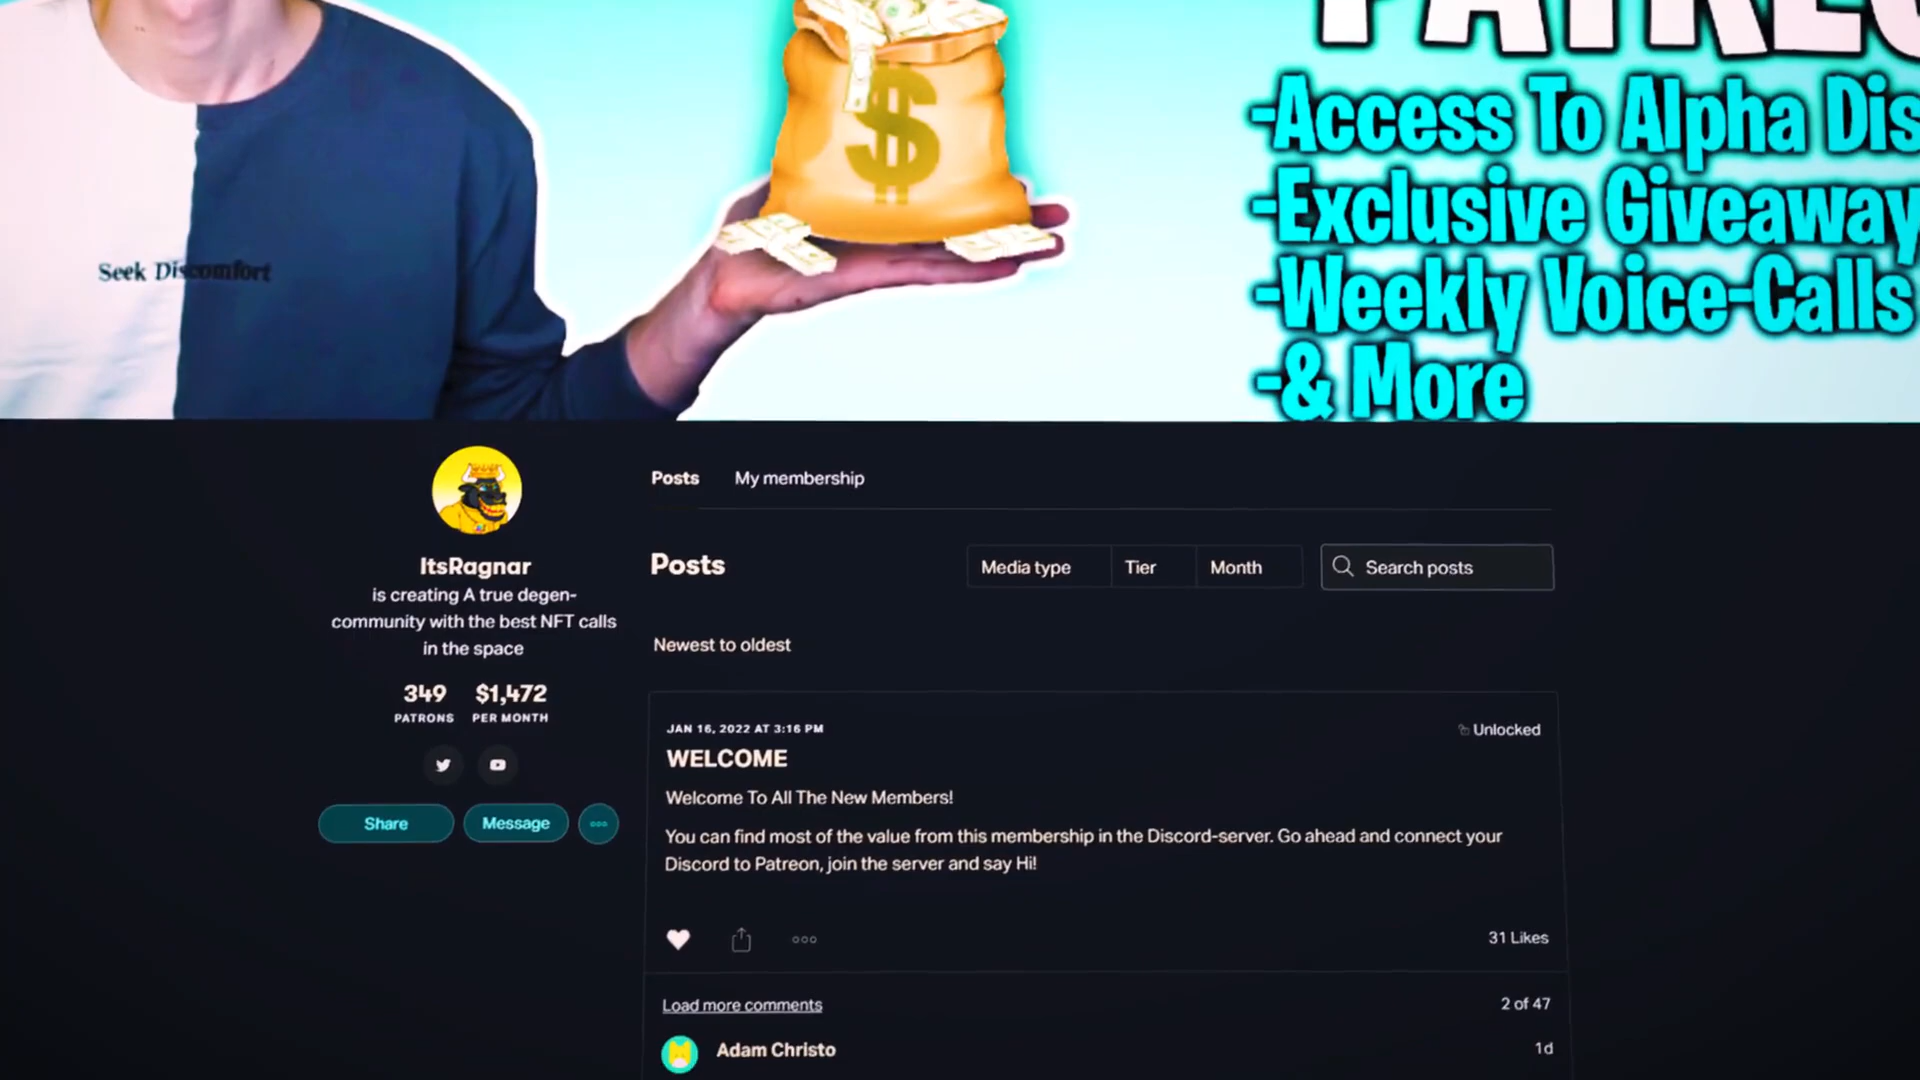 -Access To Alpha
-Exclusive
-Weekly Voice-Calls
-& More
Seek Discomfort
$
Posts My membership
ItsRagnar
is creating A true degen-
community with the best NFT calls
in the space
349 $1,472
PATRONS PER MONTH
Share Message
Posts
Media type Tier Month Search posts
Newest to oldest
JAN 16, 2022 AT 3:16 PM Unlocked
WELCOME
Welcome To All The New Members!
You can find most of the value from this membership in the Discord-server. Go ahead and connect your
Discord to Patreon, join the server and say Hi!
31 Likes
Load more comments 2 of 47
Adam Christo 1d